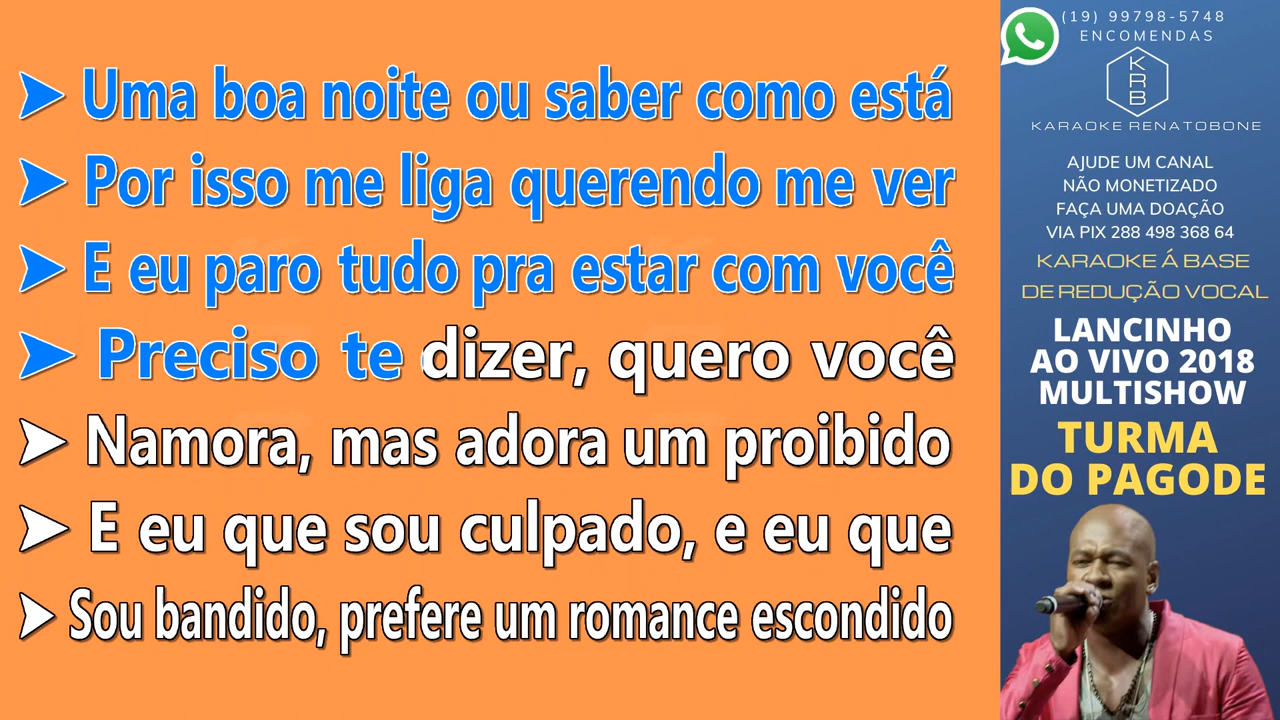 Uma boa noite ou saber como está
Por isso me liga querendo me ver
E eu paro tudo pra estar com você
Preciso te dizer, quero você
Namora, mas adora um proibido
E eu que sou culpado, e eu que
Sou bandido, prefere um romance escondido
(19) 99798-5748
ENCOMENDAS
K
R
B
KARAOKE RENATOBONE
AJUDE UM CANAL
NÃO MONETIZADO
FAÇA UMA DOAÇÃO
VIA PIX 288 498 368 64
KARAOKE Á BASE
DE REDUÇÃO VOCAL
LANCINHO
AO VIVO 2018
MULTISHOW
TURMA
DO PAGODE